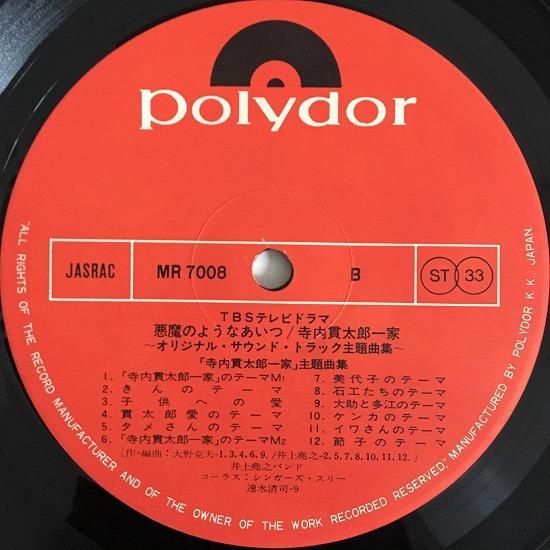 polydor
JASRAC
MR 7008
B
ST 33
TBSテレビドラマ
悪魔のようなあいつ/寺内貫太郎一家
～オリジナル・サウンド・トラック主題曲集～
「寺内貫太郎一家」主題曲集
1. 「寺内貫太郎一家」のテーマM1
2. きんのテーマ
3. 子供への愛
4. 貫太郎愛のテーマ
5. タメさんのテーマ
6. 「寺内貫太郎一家」のテーマM2
7. 美代子のテーマ
8. 石工たちのテーマ
9. 大助と多江のテーマ
10. ケンカのテーマ
11. イワさんのテーマ
12. 節子のテーマ
(作・編曲:大野克夫-1,3,4,6,9./井上堯之-2.5,7,8,10,11,12.)
井上堯之バンド
コーラス:シンガーズ・スリー
速水清司-9
"ALL RIGHTS OF THE RECORD MANUFACTURER AND OF THE OWNER OF THE WORK RECORDED RESERVED." MANUFACTURED BY POLYDOR K.K. JAPAN.